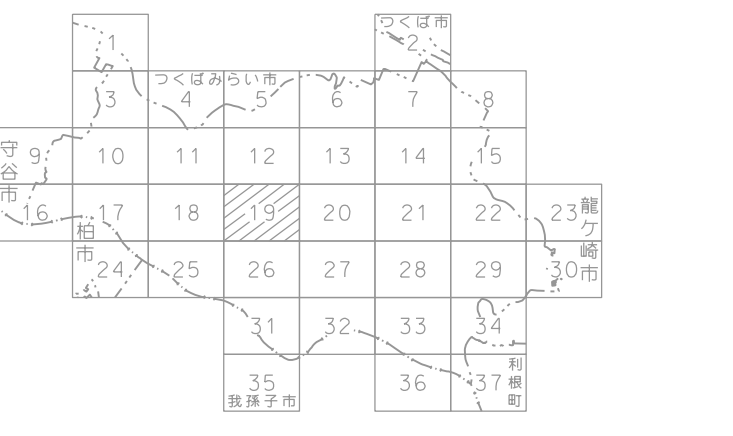 つくば市
1 2
つくばみらい市
3 4 5 6 7 8
守谷市
9 10 11 12 13 14 15
16 17 18 19 20 21 22 23
柏市
龍ケ崎市
24 25 26 27 28 29 30
31 32 33 34
35 36 37
我孫子市
利根町